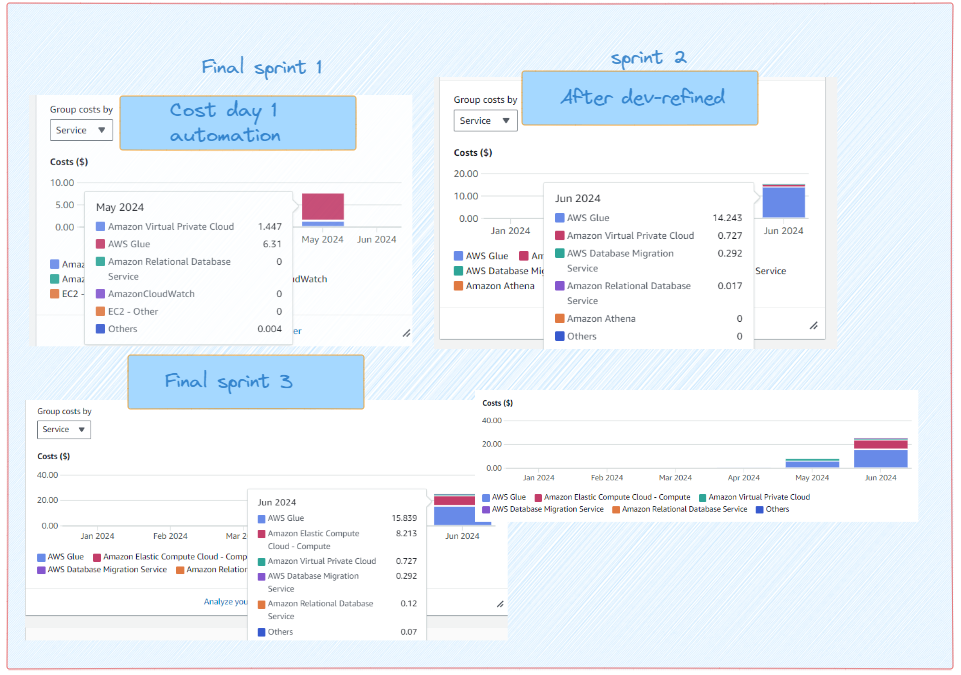 Final sprint 1
Cost day 1
automation
Group costs by
Service
Costs ($)
10.00
5.00
0.00
May 2024
Amazon Virtual Private Cloud 1.447
AWS Glue 6.31
Amazon Relational Database
Service 0
AmazonCloudWatch 0
EC2 - Other 0
Others 0.004
May 2024 Jun 2024
Amaz
Amaz
dWatch
EC2 -
er
sprint 2
After dev-refined
Group costs by
Service
Costs ($)
20.00
10.00
0.00
Jan 2024
Jun 2024
Jun 2024
AWS Glue 14.243
Amazon Virtual Private Cloud 0.727
AWS Database Migration
Service 0.292
Amazon Relational Database
Service 0.017
Amazon Athena 0
Others 0
AWS Glue Am
AWS Database Mi
Service
Amazon Athena
Final sprint 3
Group costs by
Service
Costs ($)
40.00
20.00
0.00
Jan 2024 Feb 2024 Mar 2
Jun 2024
Jun 2024
AWS Glue 15.839
Amazon Elastic Compute
Cloud - Compute 8.213
Amazon Virtual Private Cloud 0.727
AWS Database Migration
Service 0.292
Amazon Relational Database
Service 0.12
Others 0.07
AWS Glue Amazon Elastic Compute Cloud - Comp
AWS Database Migration Service Amazon Relation
Analyze you
Costs ($)
40.00
20.00
0.00
Jan 2024 Feb 2024 Mar 2024 Apr 2024 May 2024 Jun 2024
AWS Glue Amazon Elastic Compute Cloud - Compute Amazon Virtual Private Cloud
AWS Database Migration Service Amazon Relational Database Service Others